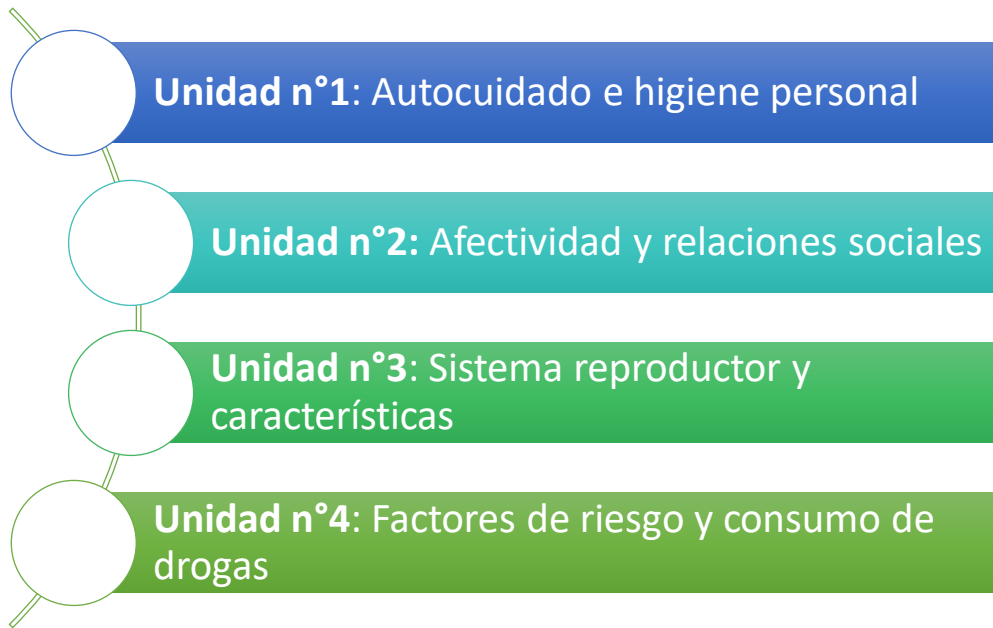 Unidad n°1: Autocuidado e higiene personal
Unidad n°2: Afectividad y relaciones sociales
Unidad n°3: Sistema reproductor y
características
Unidad n°4: Factores de riesgo y consumo de
drogas